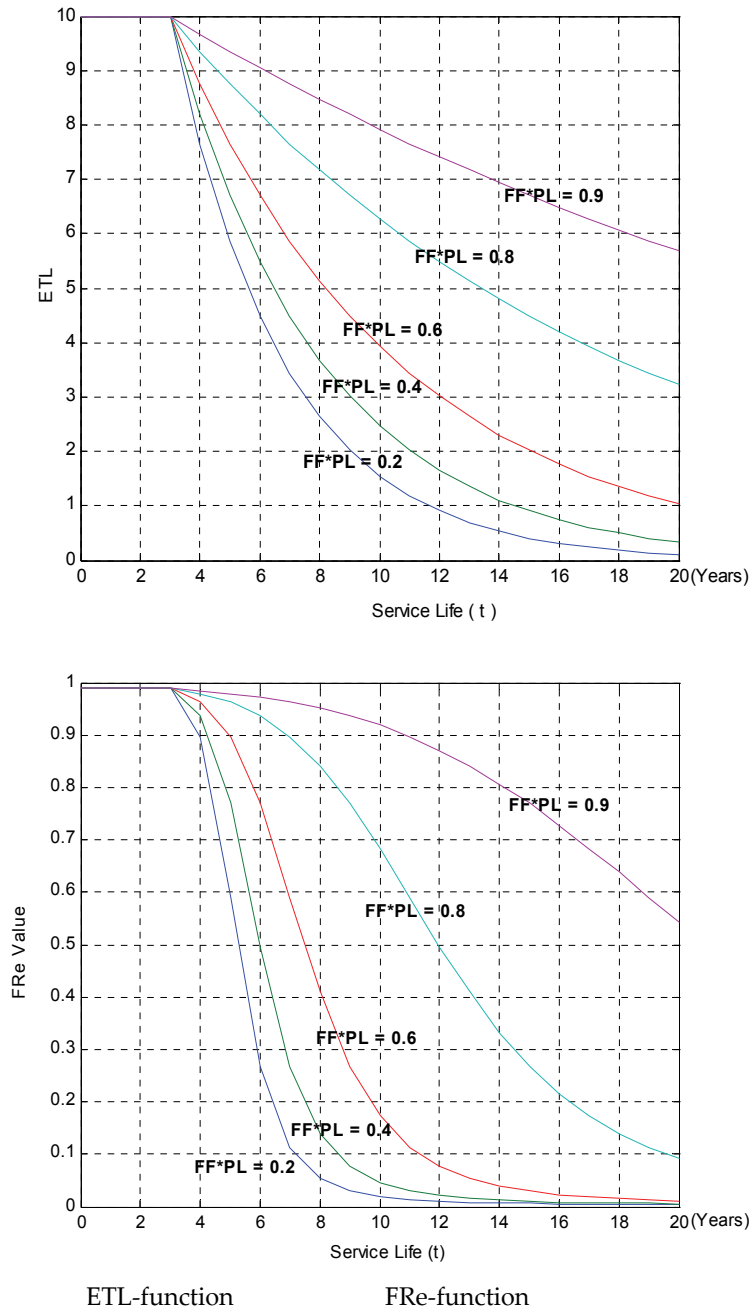 10
9
8
7
6
5
4
3
2
1
0
ETL
FF*PL = 0.9
FF*PL = 0.8
FF*PL = 0.6
FF*PL = 0.4
FF*PL = 0.2
0 2 4 6 8 10 12 14 16 18 20(Years)
Service Life ( t )
1
0.9
0.8
0.7
0.6
0.5
0.4
0.3
0.2
0.1
0
FRe Value
FF*PL = 0.9
FF*PL = 0.8
FF*PL = 0.6
FF*PL = 0.4
FF*PL = 0.2
0 2 4 6 8 10 12 14 16 18 20(Years)
Service Life (t)
ETL-function FRe-function